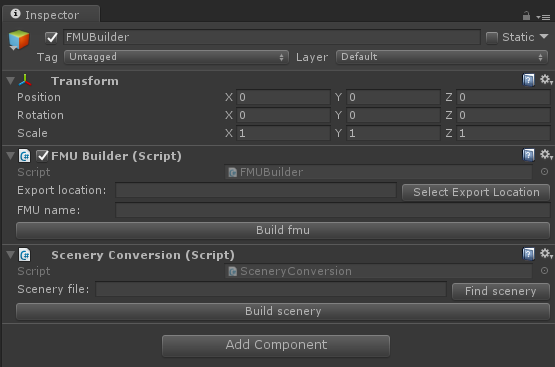 Inspector
FMUBuilder Static
Tag Untagged Layer Default
Transform
Position X 0 Y 0 Z 0
Rotation X 0 Y 0 Z 0
Scale X 1 Y 1 Z 1
FMU Builder (Script)
Script FMUBuilder
Export location: Select Export Location
FMU name:
Build fmu
Scenery Conversion (Script)
Script SceneryConversion
Scenery file: Find scenery
Build scenery
Add Component